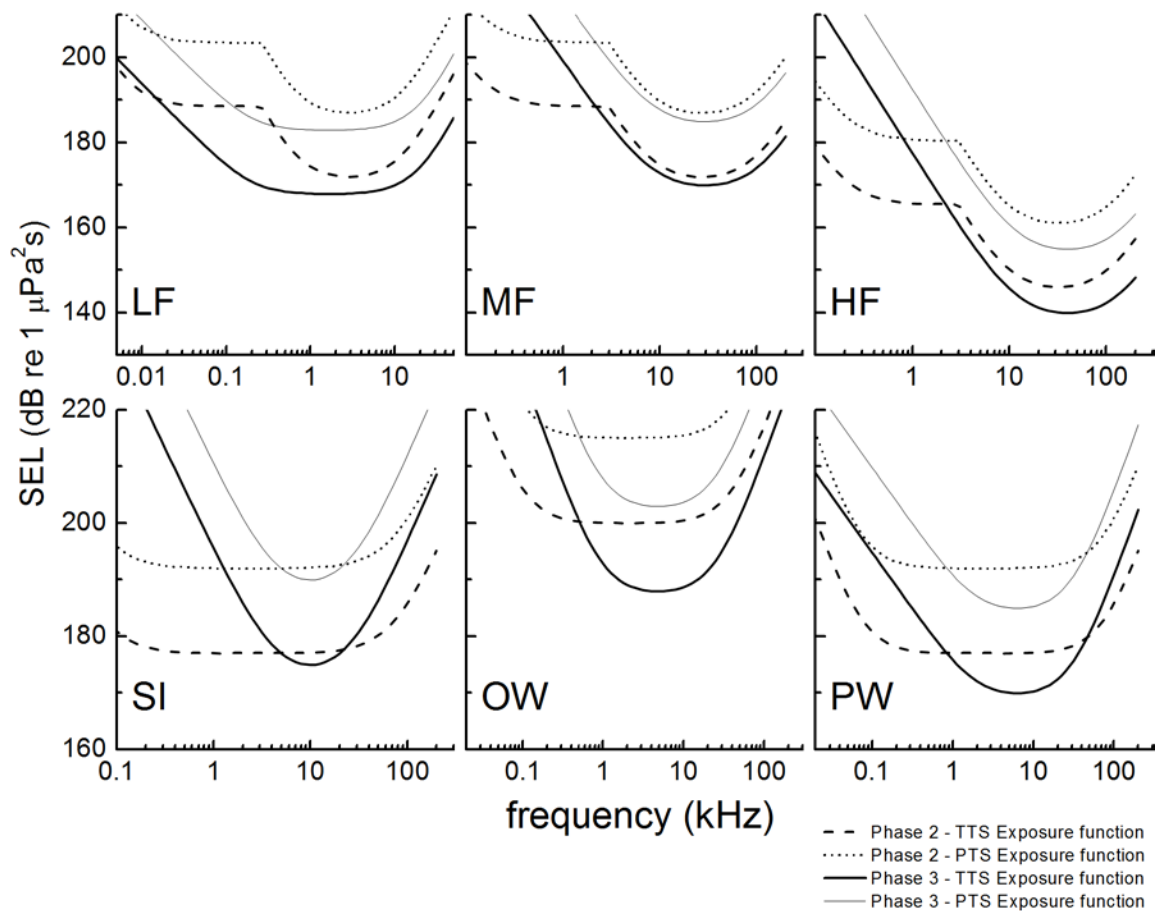 200
180
160
140
LF
MF
HF
0.01 0.1 1 10
1 10 100
1 10 100
SEL (dB re 1 µPa²s)
220
200
180
160
SI
OW
PW
0.1 1 10 100
0.1 1 10 100
0.1 1 10 100
frequency (kHz)
Phase 2 - TTS Exposure function
Phase 2 - PTS Exposure function
Phase 3 - TTS Exposure function
Phase 3 - PTS Exposure function